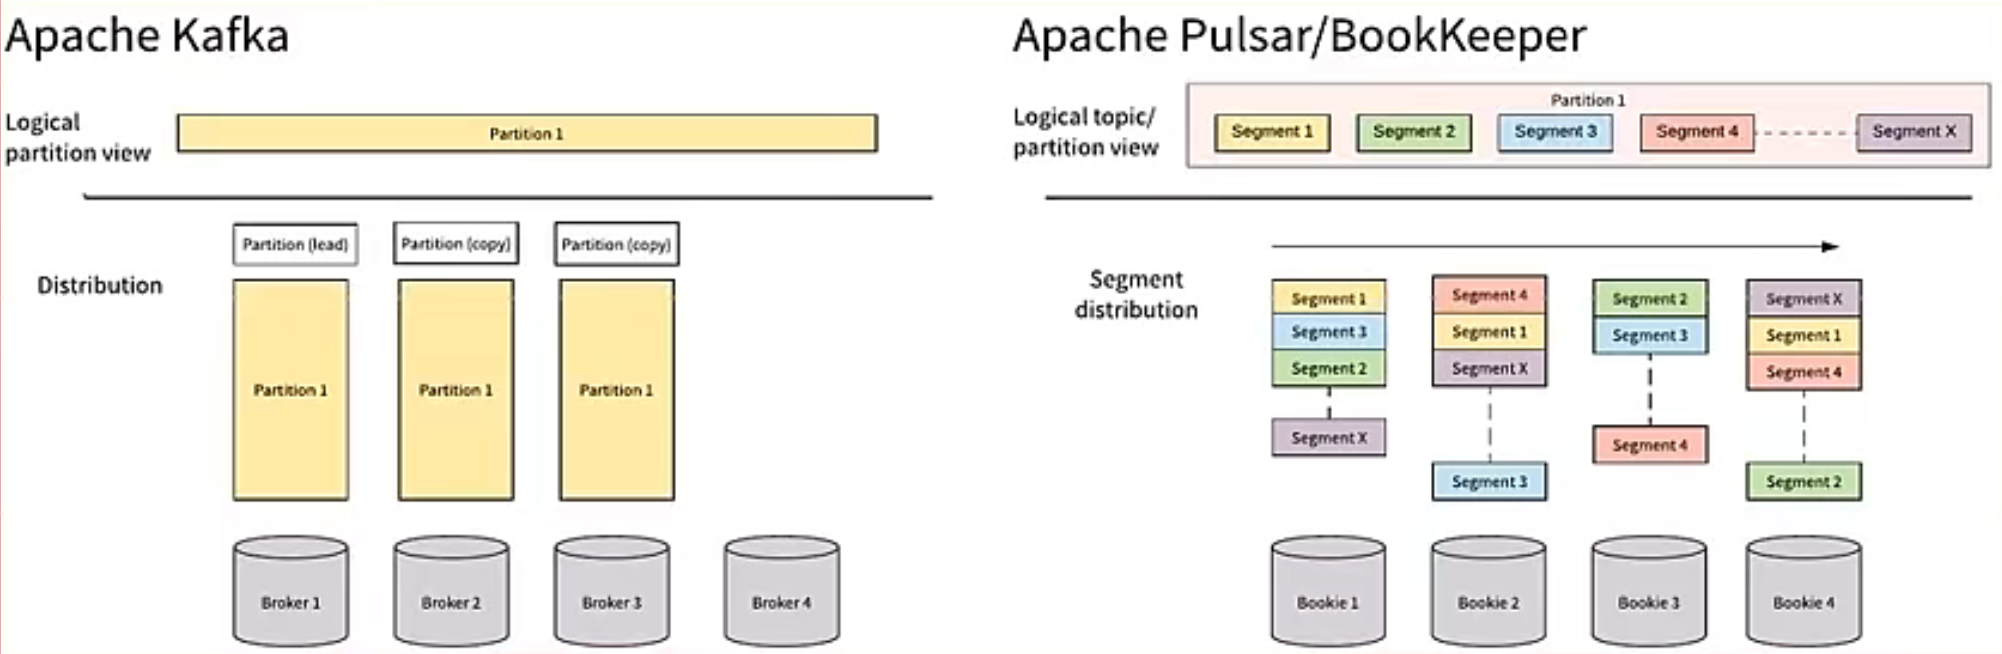 Apache Kafka
Logical
partition view
Partition 1
Partition (lead)
Partition (copy)
Partition (copy)
Distribution
Partition 1
Partition 1
Partition 1
Broker 1
Broker 2
Broker 3
Broker 4
Apache Pulsar/BookKeeper
Logical topic/
partition view
Partition 1
Segment 1
Segment 2
Segment 3
Segment 4
Segment X
Segment
distribution
Segment 1
Segment 3
Segment 2
Segment X
Segment 4
Segment 1
Segment X
Segment 3
Segment 2
Segment 3
Segment 4
Segment X
Segment 1
Segment 4
Segment 2
Bookie 1
Bookie 2
Bookie 3
Bookie 4